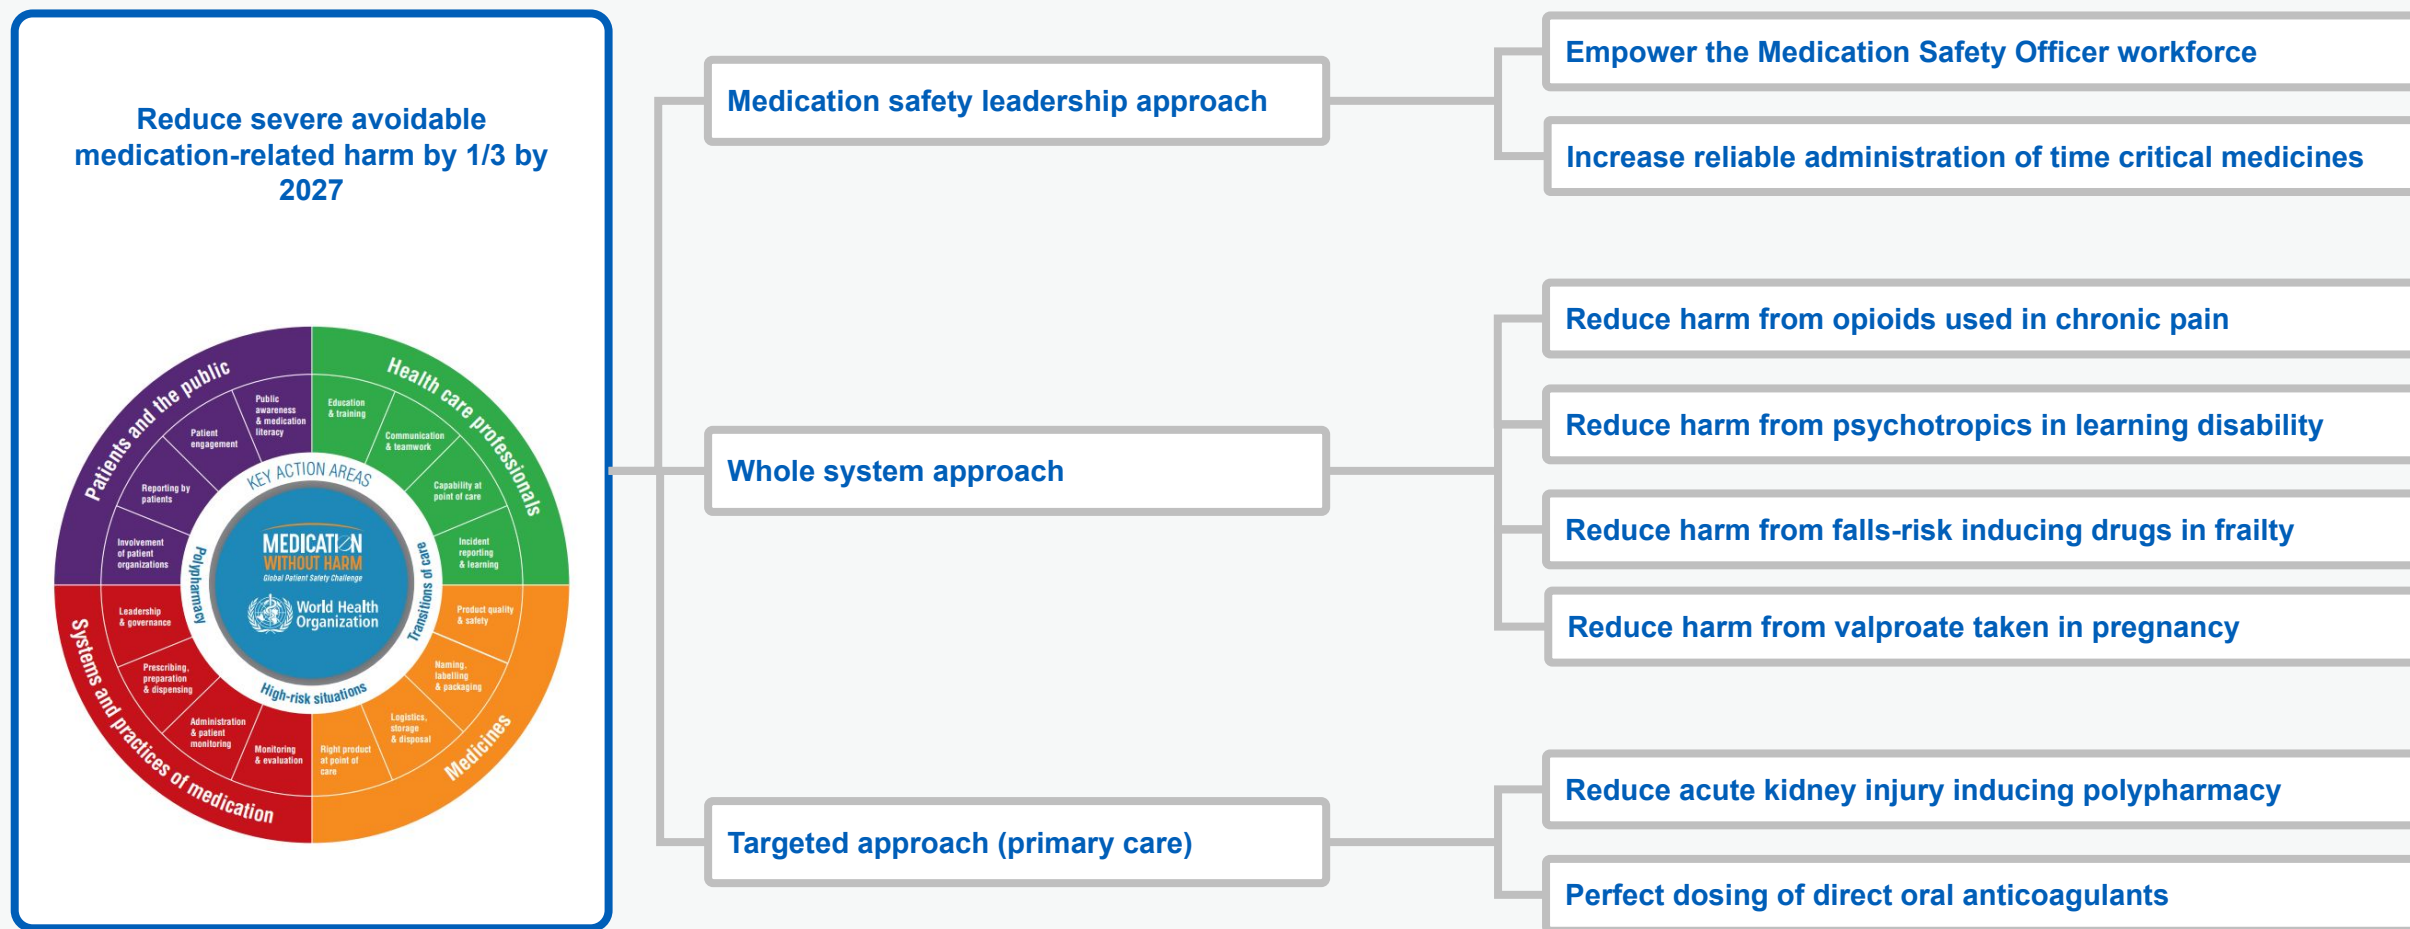 Reduce severe avoidable
medication-related harm by 1/3 by
2027
Patients and the public
Health care professionals
Public
awareness
& medication
literacy
Patient
engagement
Reporting by
patients
Involvement
of patient
organizations
Education
& training
Communication
& teamwork
Capability at
point of care
Incident
reporting
& learning
KEY ACTION AREAS
Polypharmacy
Transitions of care
High-risk situations
MEDICATION
WITHOUT HARM
Global Patient Safety Challenge
World Health
Organization
Leadership
& governance
Prescribing,
preparation
& dispensing
Administration
& patient
monitoring
Monitoring
& evaluation
Product quality
& safety
Naming,
labelling
& packaging
Logistics,
storage
& disposal
Right product
at point of
care
Systems and practices of medication
Medicines
Medication safety leadership approach
Empower the Medication Safety Officer workforce
Increase reliable administration of time critical medicines
Whole system approach
Reduce harm from opioids used in chronic pain
Reduce harm from psychotropics in learning disability
Reduce harm from falls-risk inducing drugs in frailty
Reduce harm from valproate taken in pregnancy
Targeted approach (primary care)
Reduce acute kidney injury inducing polypharmacy
Perfect dosing of direct oral anticoagulants